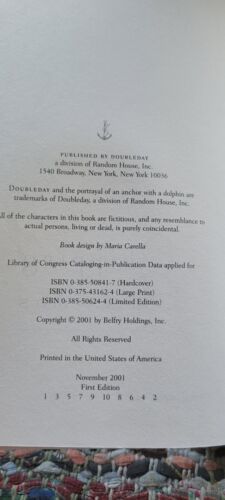 PUBLISHED BY DOUBLEDAY
a division of Random House, Inc.
1540 Broadway, New York, New York 10036
DOUBLEDAY and the portrayal of an anchor with a dolphin are
trademarks of Doubleday, a division of Random House, Inc.
All of the characters in this book are fictitious, and any resemblance to
actual persons, living or dead, is purely coincidental.
Book design by Maria Carella
Library of Congress Cataloging-in-Publication Data applied for
ISBN 0-385-50841-7 (Hardcover)
ISBN 0-375-43162-4 (Large Print)
ISBN 0-385-50624-4 (Limited Edition)
Copyright © 2001 by Belfry Holdings, Inc.
All Rights Reserved
Printed in the United States of America
November 2001
First Edition
1 3 5 7 9 10 8 6 4 2